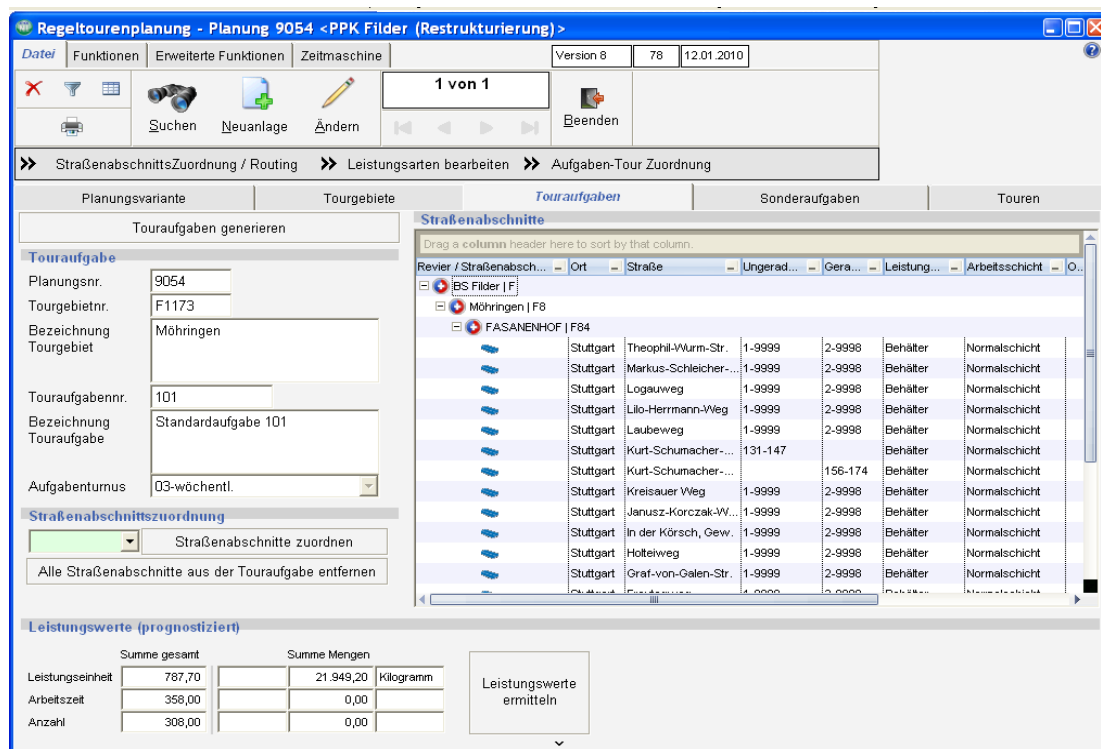 Regeltourenplanung - Planung 9054 <PPK Filder (Restrukturierung)>
Datei Funktionen Erweiterte Funktionen Zeitmaschine Version 8 78 12.01.2010
1 von 1
Suchen Neuanlage Ändern Beenden
StraßenabschnittsZuordnung / Routing Leistungsarten bearbeiten Aufgaben-Tour Zuordnung
Planungsvariante Tourgebiete Touraufgaben Sonderaufgaben Touren
Touraufgaben generieren
Touraufgabe
Planungsnr. 9054
Tourgebietnr. F1173
Bezeichnung Tourgebiet Möhringen
Touraufgabennr. 101
Bezeichnung Touraufgabe Standardaufgabe 101
Aufgabenturnus 03-wöchentl.
Straßenabschnittszuordnung
Straßenabschnitte zuordnen
Alle Straßenabschnitte aus der Touraufgabe entfernen
Straßenabschnitte
Drag a column header here to sort by that column.
Revier / Straßenabsch... Ort Straße Ungerad... Gera... Leistung... Arbeitsschicht O..
BS Filder | F
Möhringen | F8
FASANENHOF | F84
Stuttgart Theophil-Wurm-Str. 1-9999 2-9998 Behälter Normalschicht
Stuttgart Markus-Schleicher-... 1-9999 2-9998 Behälter Normalschicht
Stuttgart Logauweg 1-9999 2-9998 Behälter Normalschicht
Stuttgart Lilo-Herrmann-Weg 1-9999 2-9998 Behälter Normalschicht
Stuttgart Laubeweg 1-9999 2-9998 Behälter Normalschicht
Stuttgart Kurt-Schumacher-... 131-147 Behälter Normalschicht
Stuttgart Kurt-Schumacher-... 156-174 Behälter Normalschicht
Stuttgart Kreisauer Weg 1-9999 2-9998 Behälter Normalschicht
Stuttgart Janusz-Korczak-W... 1-9999 2-9998 Behälter Normalschicht
Stuttgart In der Körsch, Gew. 1-9999 2-9998 Behälter Normalschicht
Stuttgart Holteiweg 1-9999 2-9998 Behälter Normalschicht
Stuttgart Graf-von-Galen-Str. 1-9999 2-9998 Behälter Normalschicht
Leistungswerte (prognostiziert)
Summe gesamt Summe Mengen
Leistungseinheit 787,70 21.949,20 Kilogramm
Arbeitszeit 358,00 0,00
Anzahl 308,00 0,00
Leistungswerte ermitteln